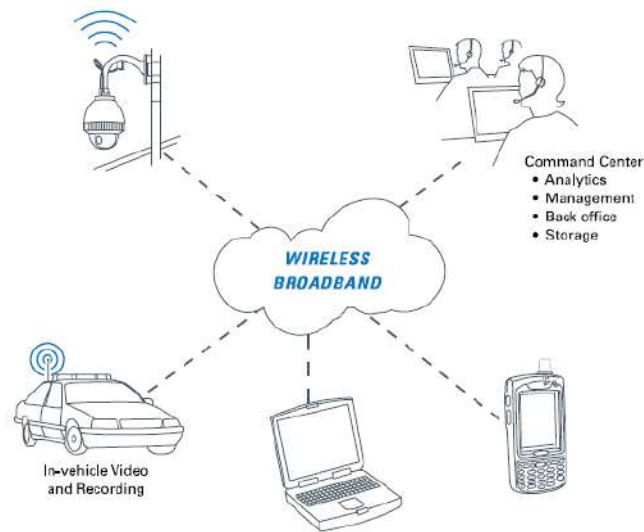 Command Center
• Analytics
• Management
• Back office
• Storage
WIRELESS
BROADBAND
In-vehicle Video
and Recording